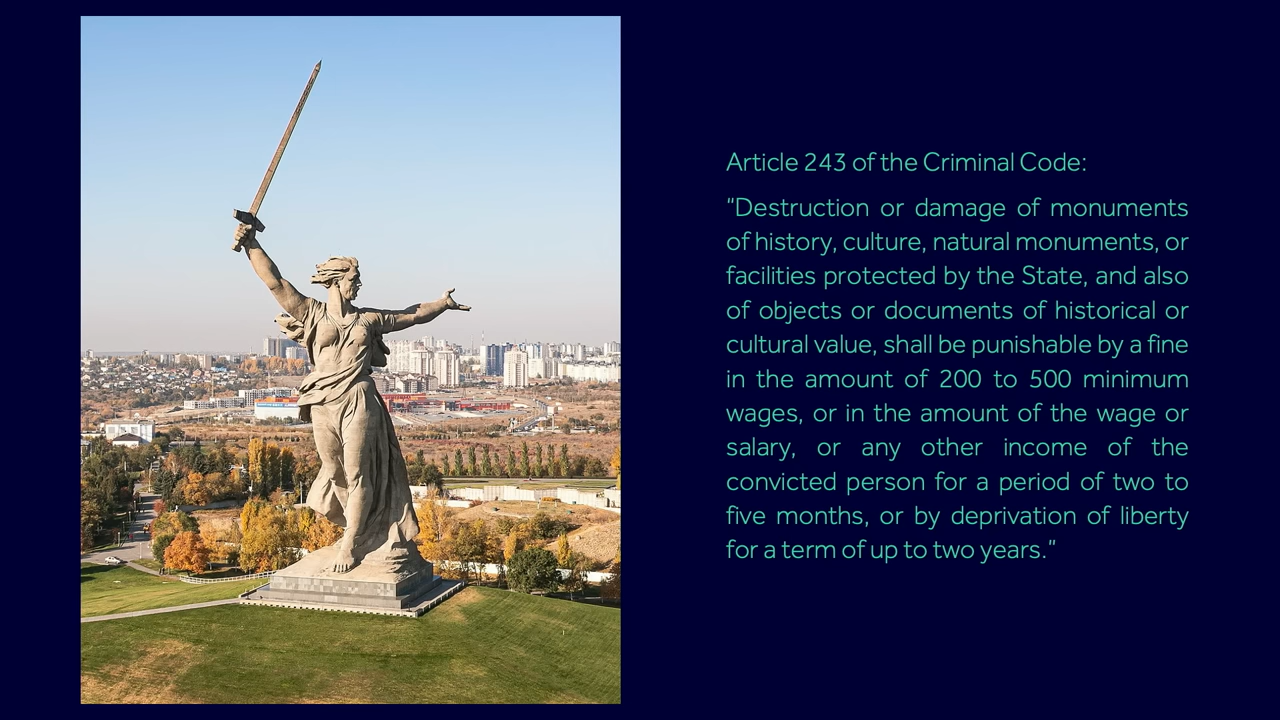 Article 243 of the Criminal Code:
“Destruction or damage of monuments
of history, culture, natural monuments, or
facilities protected by the State, and also
of objects or documents of historical or
cultural value, shall be punishable by a fine
in the amount of 200 to 500 minimum
wages, or in the amount of the wage or
salary, or any other income of the
convicted person for a period of two to
five months, or by deprivation of liberty
for a term of up to two years.”